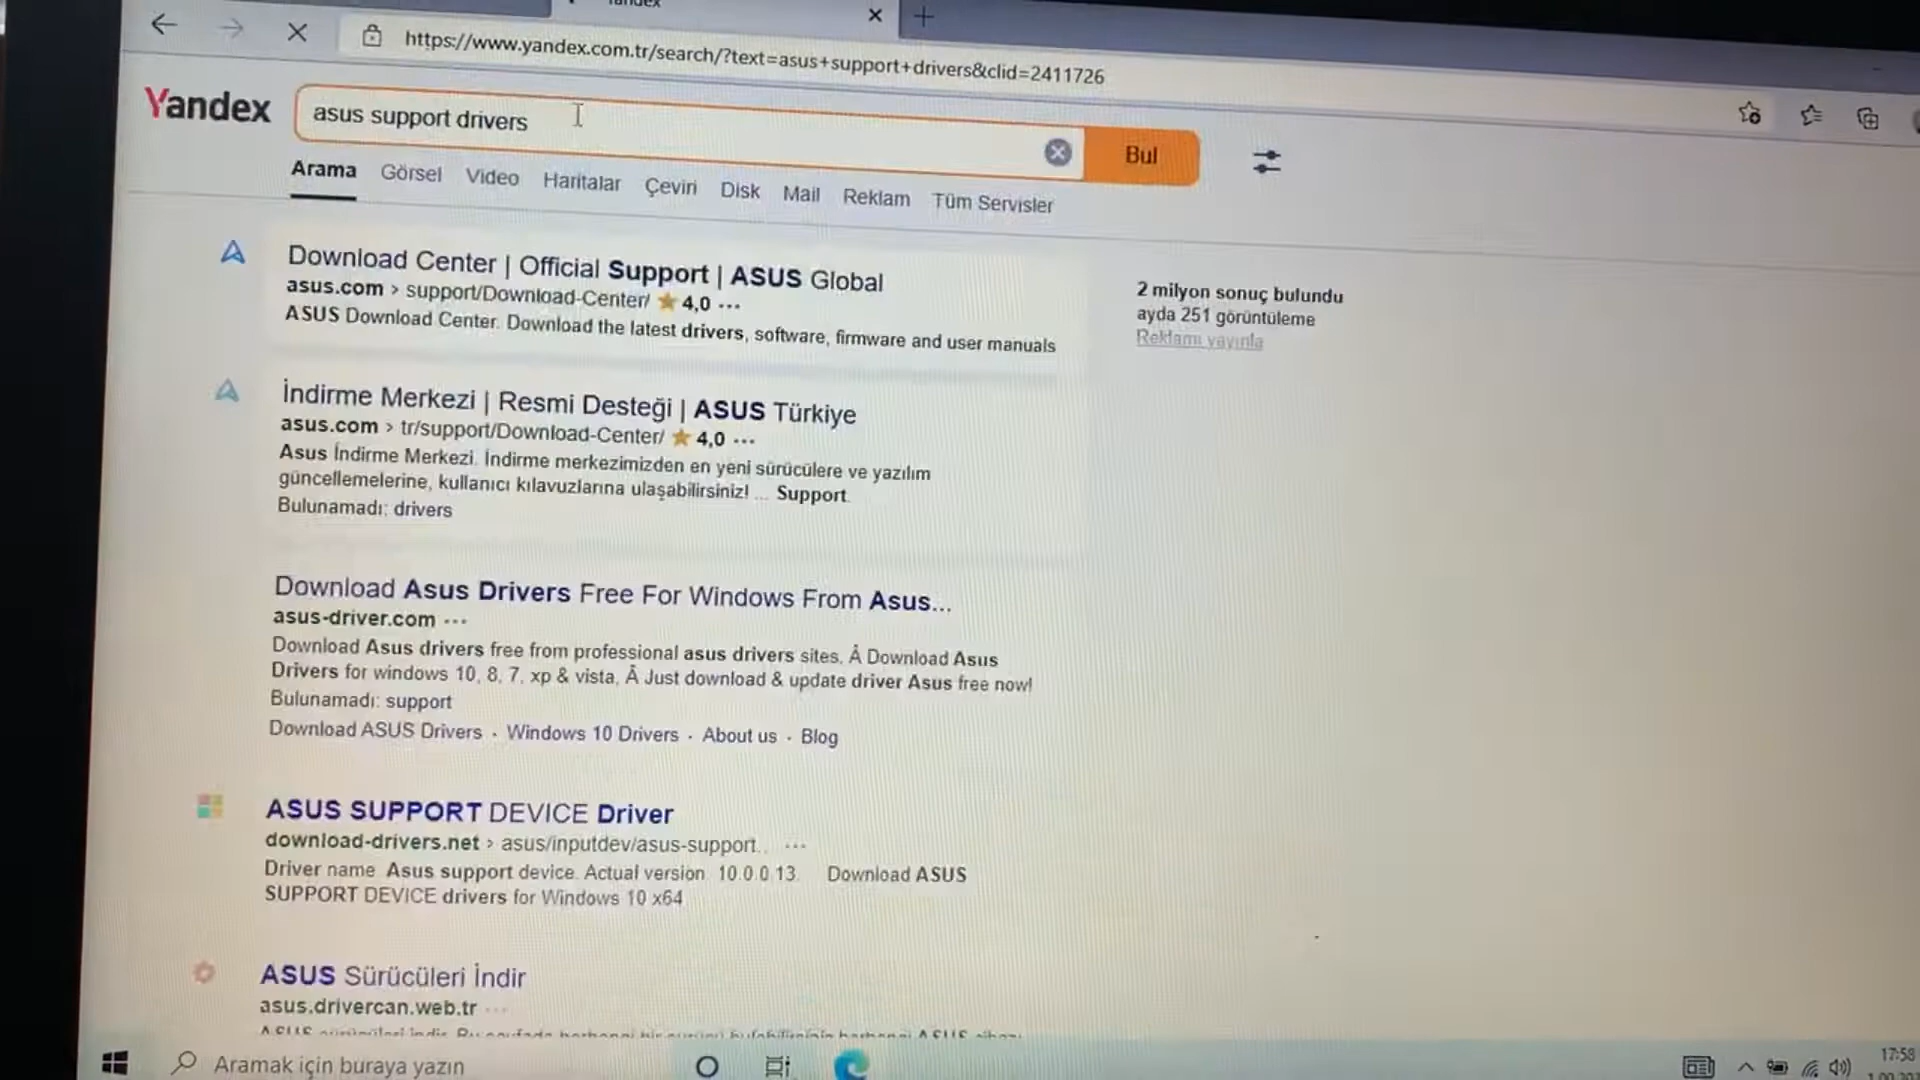 Yandex
https://www.yandex.com.tr/search/?text=asus+support+drivers&clid=2411726
Yandex
asus support drivers
Bul
Arama Görsel Video Haritalar Çeviri Disk Mail Reklam Tüm Servisler
Download Center | Official Support | ASUS Global
asus.com › support/Download-Center/ 4,0 ...
ASUS Download Center. Download the latest drivers, software, firmware and user manuals
2 milyon sonuç bulundu
ayda 251 görüntüleme
Reklamı yayınla
İndirme Merkezi | Resmi Desteği | ASUS Türkiye
asus.com › tr/support/Download-Center/ 4,0 ...
Asus İndirme Merkezi. İndirme merkezimizden en yeni sürücülere ve yazılım
güncellemelerine, kullanıcı kılavuzlarına ulaşabilirsiniz! ... Support.
Bulunamadı: drivers
Download Asus Drivers Free For Windows From Asus...
asus-driver.com ...
Download Asus drivers free from professional asus drivers sites, Â Download Asus
Drivers for windows 10, 8, 7, xp & vista, Â Just download & update driver Asus free now!
Bulunamadı: support
Download ASUS Drivers · Windows 10 Drivers · About us · Blog
ASUS SUPPORT DEVICE Driver
download-drivers.net › asus/inputdev/asus-support.. ...
Driver name Asus support device. Actual version 10.0.0.13. Download ASUS
SUPPORT DEVICE drivers for Windows 10 x64
ASUS Sürücüleri İndir
asus.drivercan.web.tr ...
Aramak için buraya yazın
17:58